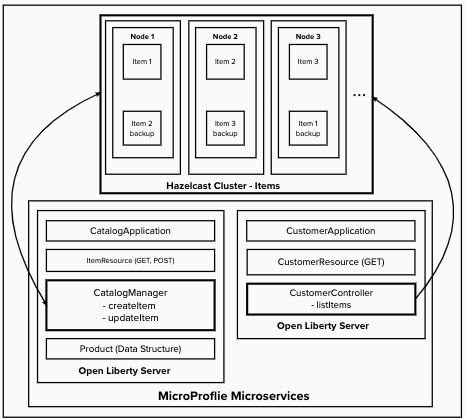 Node 1
Node 2
Node 3
Item 1
Item 2
Item 3
...
Item 2
backup
Item 3
backup
Item 1
backup
Hazelcast Cluster - Items
CatalogApplication
ItemResource (GET, POST)
CatalogManager
- createItem
- updateItem
Product (Data Structure)
Open Liberty Server
CustomerApplication
CustomerResource (GET)
CustomerController
- listItems
Open Liberty Server
MicroProflie Microservices